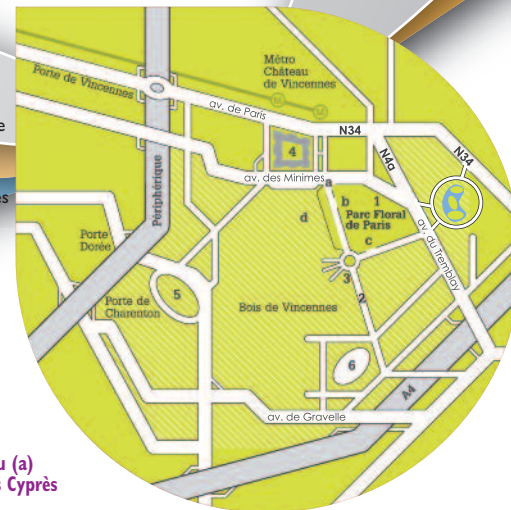 Métro
Château
de Vincennes
Porte de Vincennes
av. de Paris
M
M
N34
N34
N4a
4
av. des Minimes
a
b
1
Parc Floral
de Paris
d
c
3
2
av. du Tremblay
Périphérique
Porte
Dorée
Porte de
Charenton
5
Bois de Vincennes
6
A4
av. de Gravelle
e
s
u (a)
s Cyprès